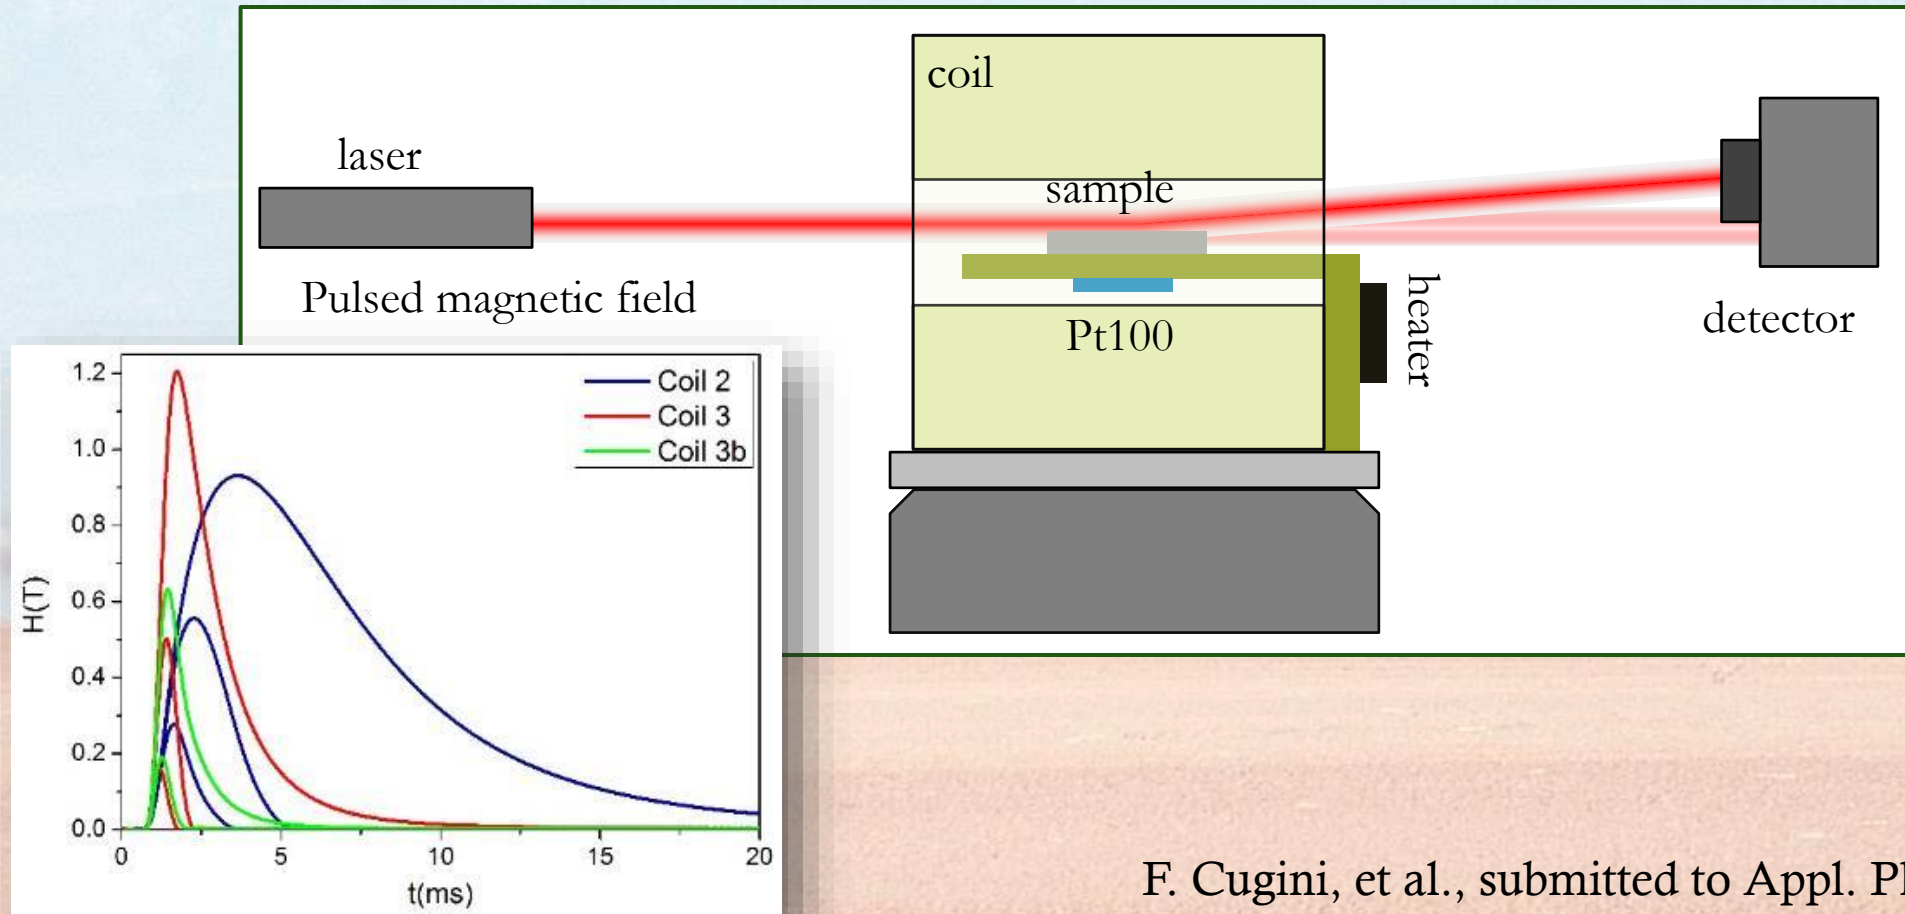 coil
laser
sample
Pulsed magnetic field
Pt100
heater
detector
Coil 2
Coil 3
Coil 3b
H(T)
1.2
1.0
0.8
0.6
0.4
0.2
0.0
0 5 10 15 20
t(ms)
F. Cugini, et al., submitted to Appl. Pl